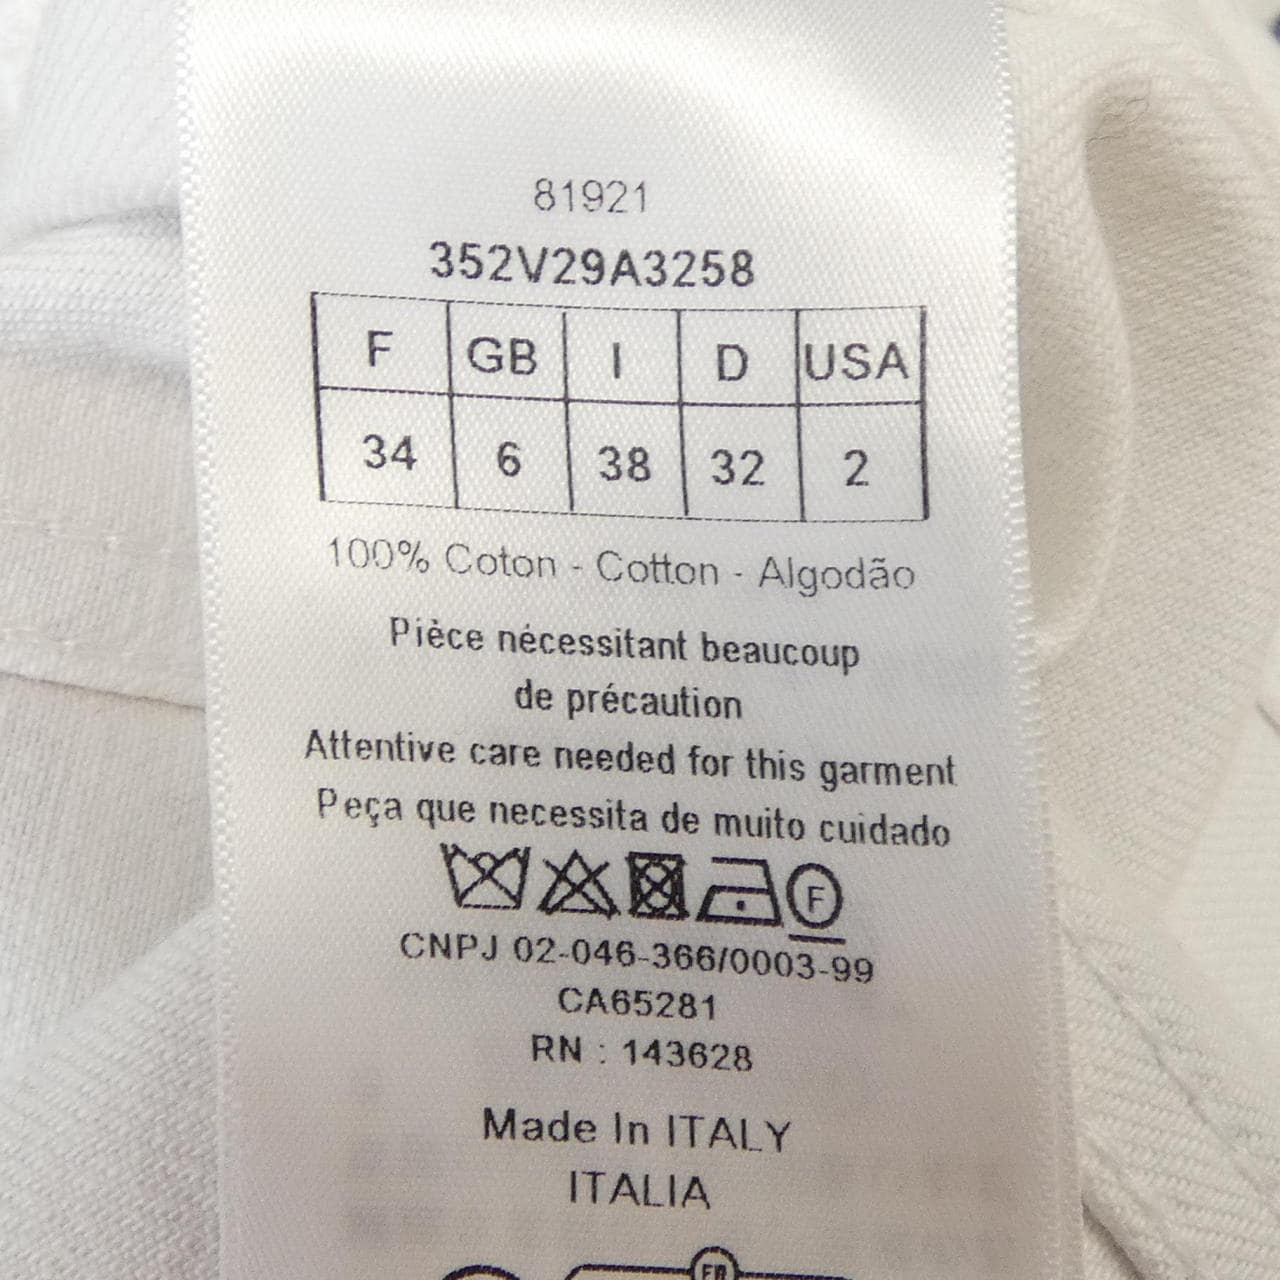 81921
352V29A3258
F GB I D USA
34 6 38 32 2
100% Coton - Cotton - Algodão
Pièce nécessitant beaucoup
de précaution
Attentive care needed for this garment
Peça que necessita de muito cuidado
F
CNPJ 02-046-366/0003-99
CA65281
RN : 143628
Made In ITALY
ITALIA
FR